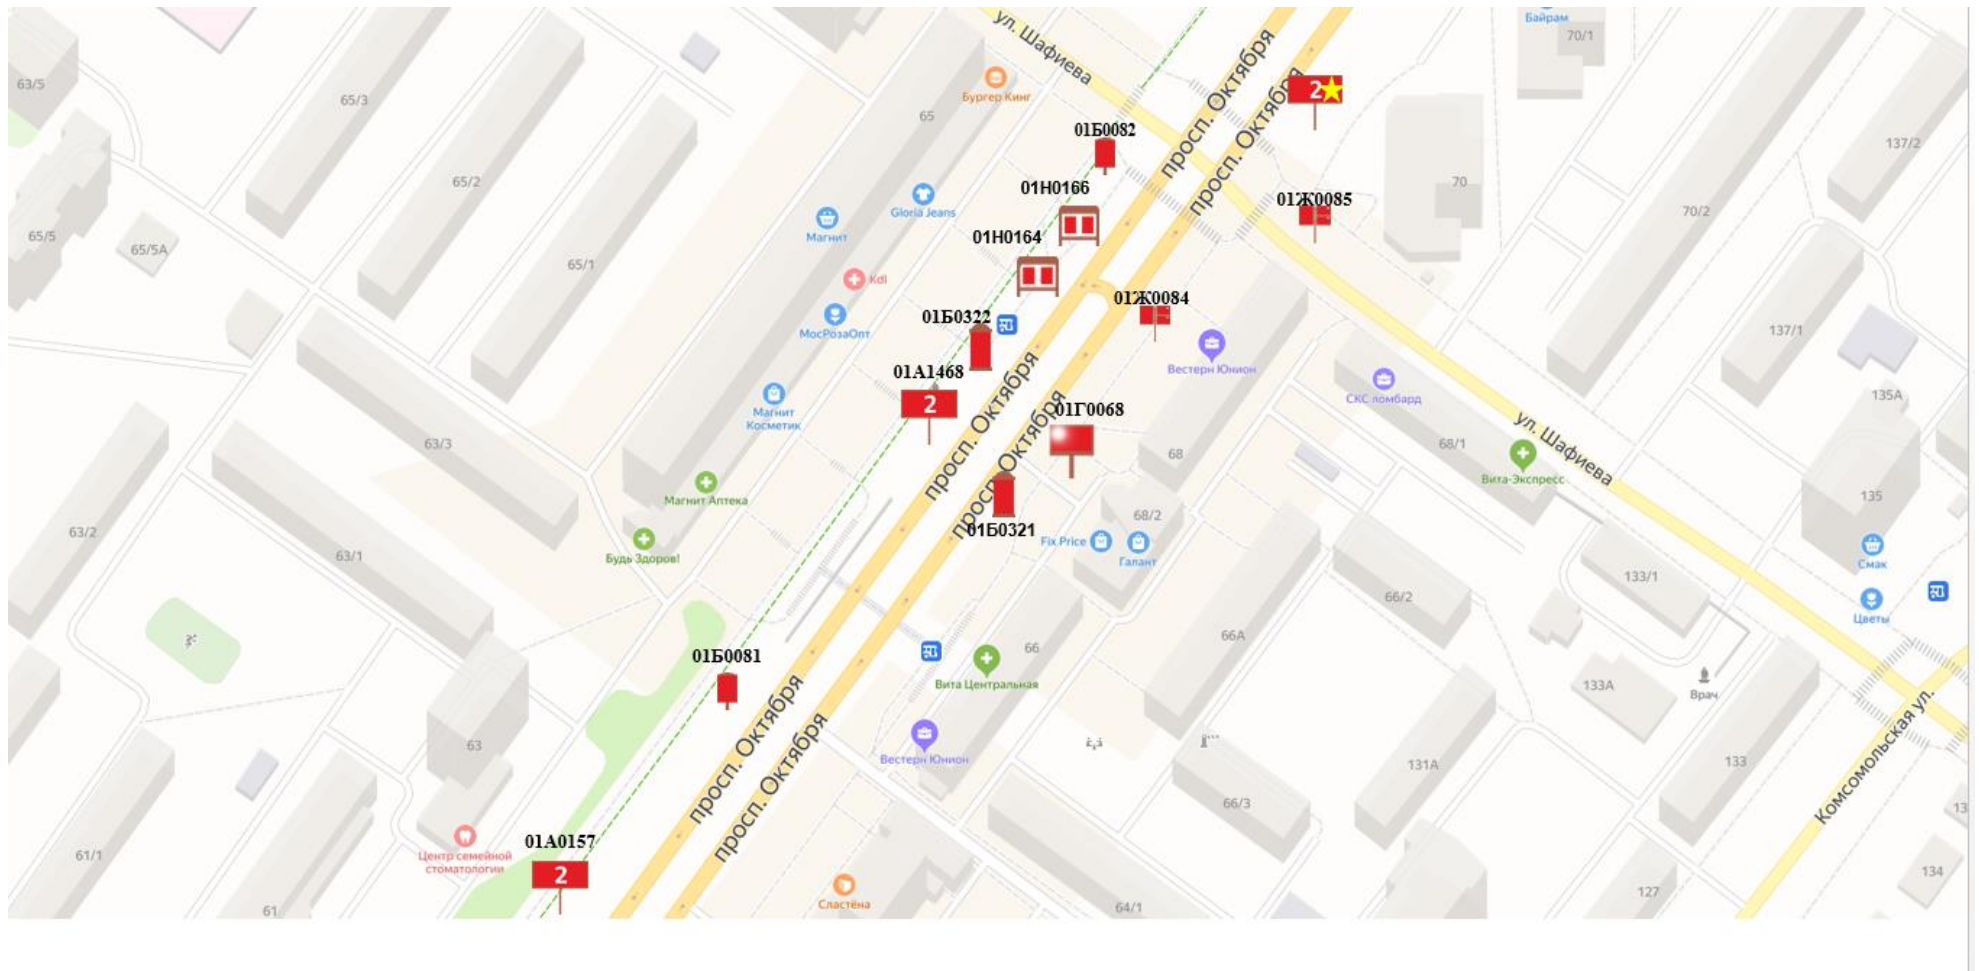 Байрам
70/1
ул. Шафиева
просп. Октября
просп. Октября
63/5
65/3
Бургер Кинг
2
65
01Б0082
137/2
65/2
01Н0166
70
01Ж0085
Gloria Jeans
70/2
65/5
65/5А
Магнит
01Н0164
65/1
Kdl
01Ж0084
МосРозаОпт
01Б0322
137/1
Вестерн Юнион
01А1468
2
СКС ломбард
135А
Магнит
Косметик
01Г0068
просп. Октября
просп. Октября
ул. Шафиева
63/3
68
68/1
Вита-Экспресс
Магнит Аптека
135
68/2
63/2
01Б0321
Fix Price
63/1
Будь Здоров!
Галант
Смак
133/1
66/2
Цветы
66А
66
01Б0081
Вита Центральная
133А
Врач
просп. Октября
просп. Октября
Комсомольская ул.
63
Вестерн Юнион
131А
133
66/3
13
01А0157
2
61/1
Центр семейной
стоматологии
134
127
Сластёна
64/1
61